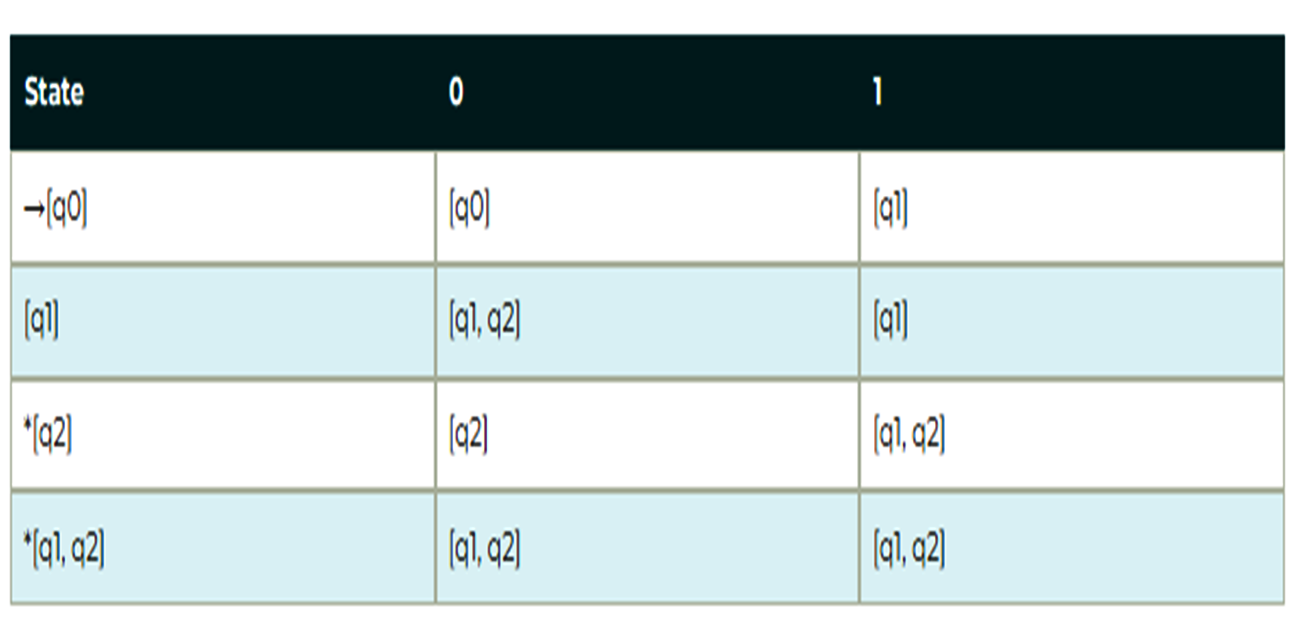 State 0 1
→[q0] [q0] [q1]
[q1] [q1, q2] [q1]
*[q2] [q2] [q1, q2]
*[q1, q2] [q1, q2] [q1, q2]